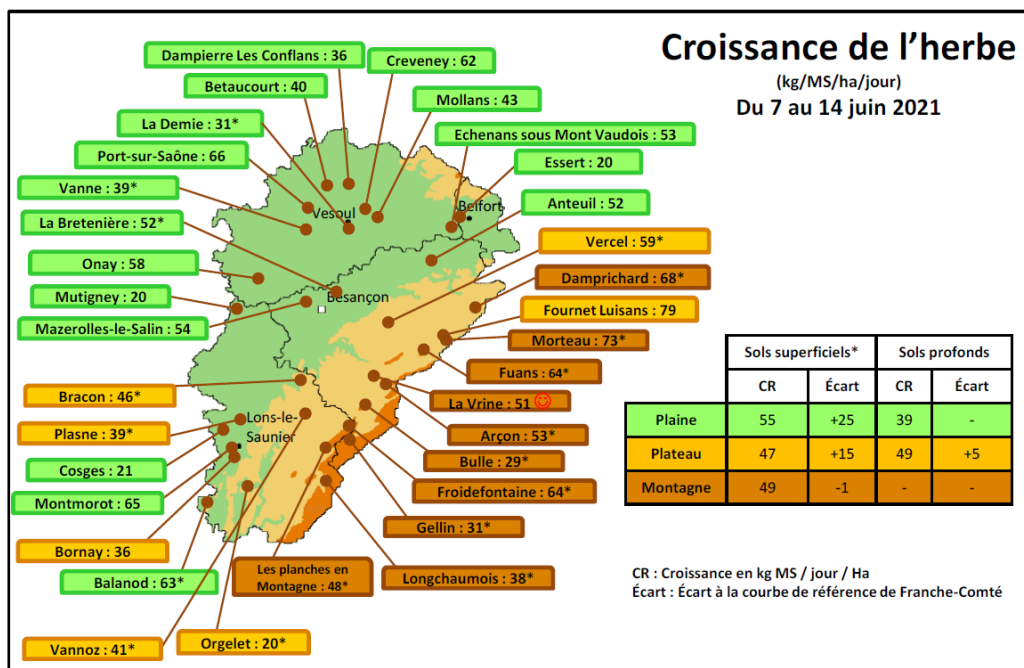 Croissance de l’herbe
(kg/MS/ha/jour)
Du 7 au 14 juin 2021
Dampierre Les Conflans : 36
Creveney : 62
Betaucourt : 40
Mollans : 43
La Demie : 31*
Echenans sous Mont Vaudois : 53
Port-sur-Saône : 66
Essert : 20
Vanne : 39*
Anteuil : 52
La Bretenière : 52*
Vercel : 59*
Onay : 58
Damprichard : 68*
Mutigney : 20
Fournet Luisans : 79
Mazerolles-le-Salin : 54
Morteau : 73*
Fuans : 64*
Bracon : 46*
La Vrine : 51
Plasne : 39*
Arçon : 53*
Cosges : 21
Bulle : 29*
Montmorot : 65
Froidefontaine : 64*
Bornay : 36
Gellin : 31*
Balanod : 63*
Les planches en
Montagne : 48*
Longchaumois : 38*
Vannoz : 41*
Orgelet : 20*
Vesoul
Belfort
Besançon
Lons-le-
Saunier
Sols superficiels* Sols profonds
CR Écart CR Écart
Plaine 55 +25 39 -
Plateau 47 +15 49 +5
Montagne 49 -1 - -
CR : Croissance en kg MS / jour / Ha
Écart : Écart à la courbe de référence de Franche-Comté